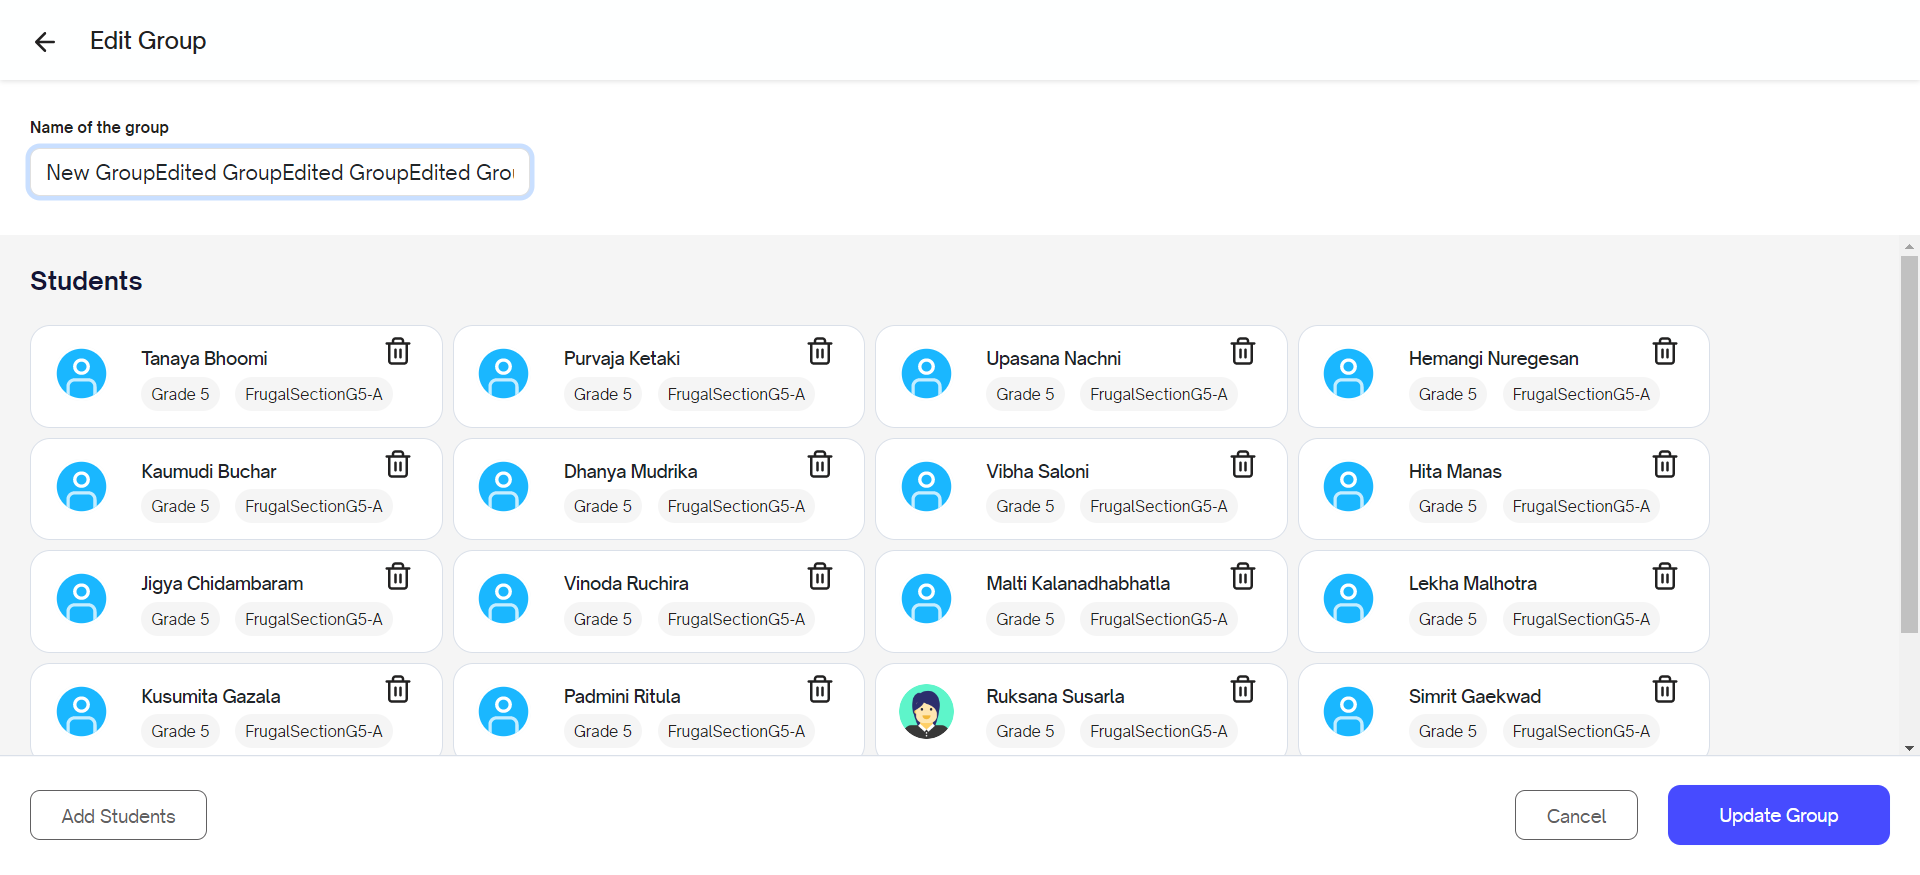 Edit Group
Name of the group
New GroupEdited GroupEdited GroupEdited Grou
Students
Tanaya Bhoomi
Grade 5 FrugalSectionG5-A
Purvaja Ketaki
Grade 5 FrugalSectionG5-A
Upasana Nachni
Grade 5 FrugalSectionG5-A
Hemangi Nuregesan
Grade 5 FrugalSectionG5-A
Kaumudi Buchar
Grade 5 FrugalSectionG5-A
Dhanya Mudrika
Grade 5 FrugalSectionG5-A
Vibha Saloni
Grade 5 FrugalSectionG5-A
Hita Manas
Grade 5 FrugalSectionG5-A
Jigya Chidambaram
Grade 5 FrugalSectionG5-A
Vinoda Ruchira
Grade 5 FrugalSectionG5-A
Malti Kalanadhabhatla
Grade 5 FrugalSectionG5-A
Lekha Malhotra
Grade 5 FrugalSectionG5-A
Kusumita Gazala
Grade 5 FrugalSectionG5-A
Padmini Ritula
Grade 5 FrugalSectionG5-A
Ruksana Susarla
Grade 5 FrugalSectionG5-A
Simrit Gaekwad
Grade 5 FrugalSectionG5-A
Add Students
Cancel
Update Group